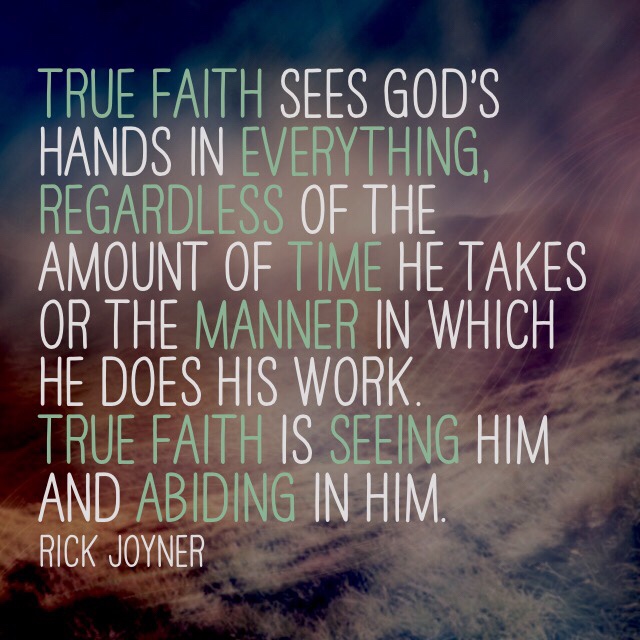 TRUE FAITH SEES GOD'S
HANDS IN EVERYTHING,
REGARDLESS OF THE
AMOUNT OF TIME HE TAKES
OR THE MANNER IN WHICH
HE DOES HIS WORK.
TRUE FAITH IS SEEING HIM
AND ABIDING IN HIM.
RICK JOYNER